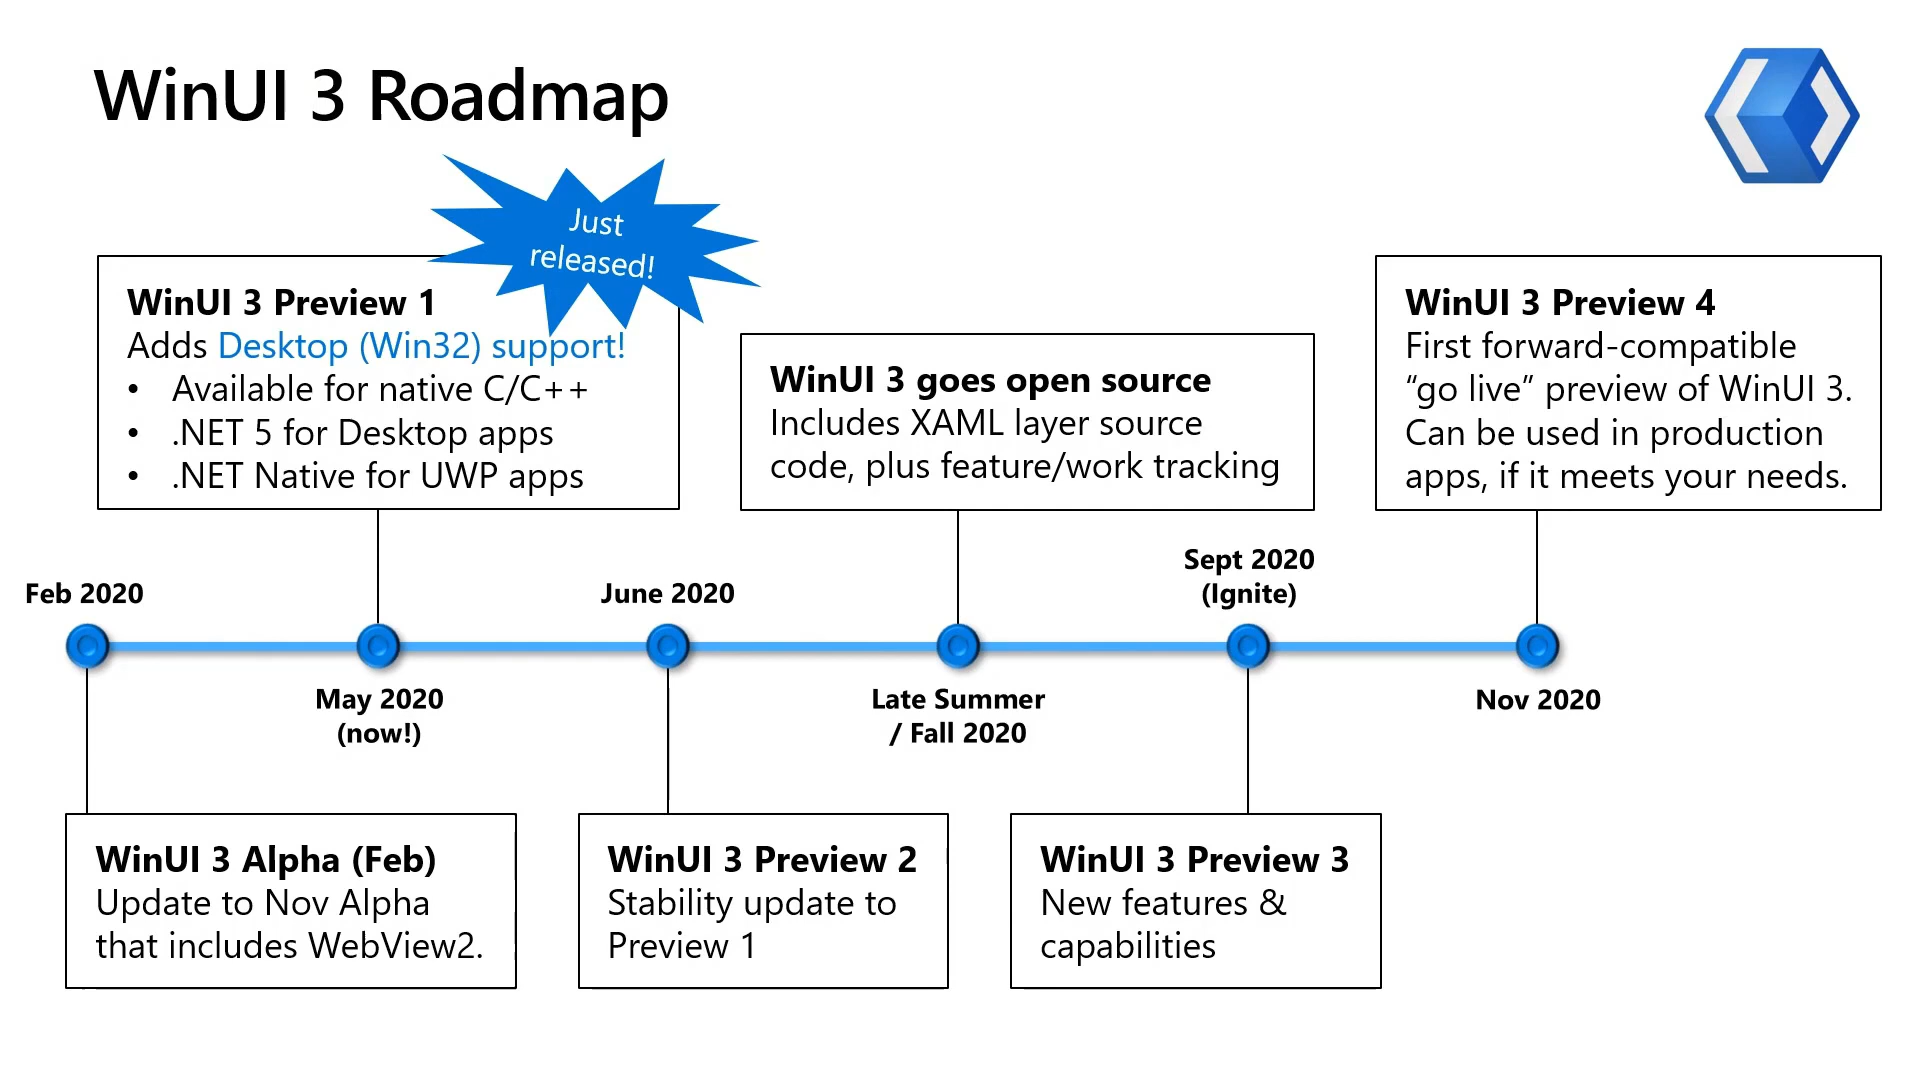 WinUI 3 Roadmap
Just
released!
WinUI 3 Preview 1
Adds Desktop (Win32) support!
• Available for native C/C++
• .NET 5 for Desktop apps
• .NET Native for UWP apps
WinUI 3 goes open source
Includes XAML layer source
code, plus feature/work tracking
WinUI 3 Preview 4
First forward-compatible
“go live” preview of WinUI 3.
Can be used in production
apps, if it meets your needs.
Feb 2020
May 2020
(now!)
June 2020
Late Summer
/ Fall 2020
Sept 2020
(Ignite)
Nov 2020
WinUI 3 Alpha (Feb)
Update to Nov Alpha
that includes WebView2.
WinUI 3 Preview 2
Stability update to
Preview 1
WinUI 3 Preview 3
New features &
capabilities